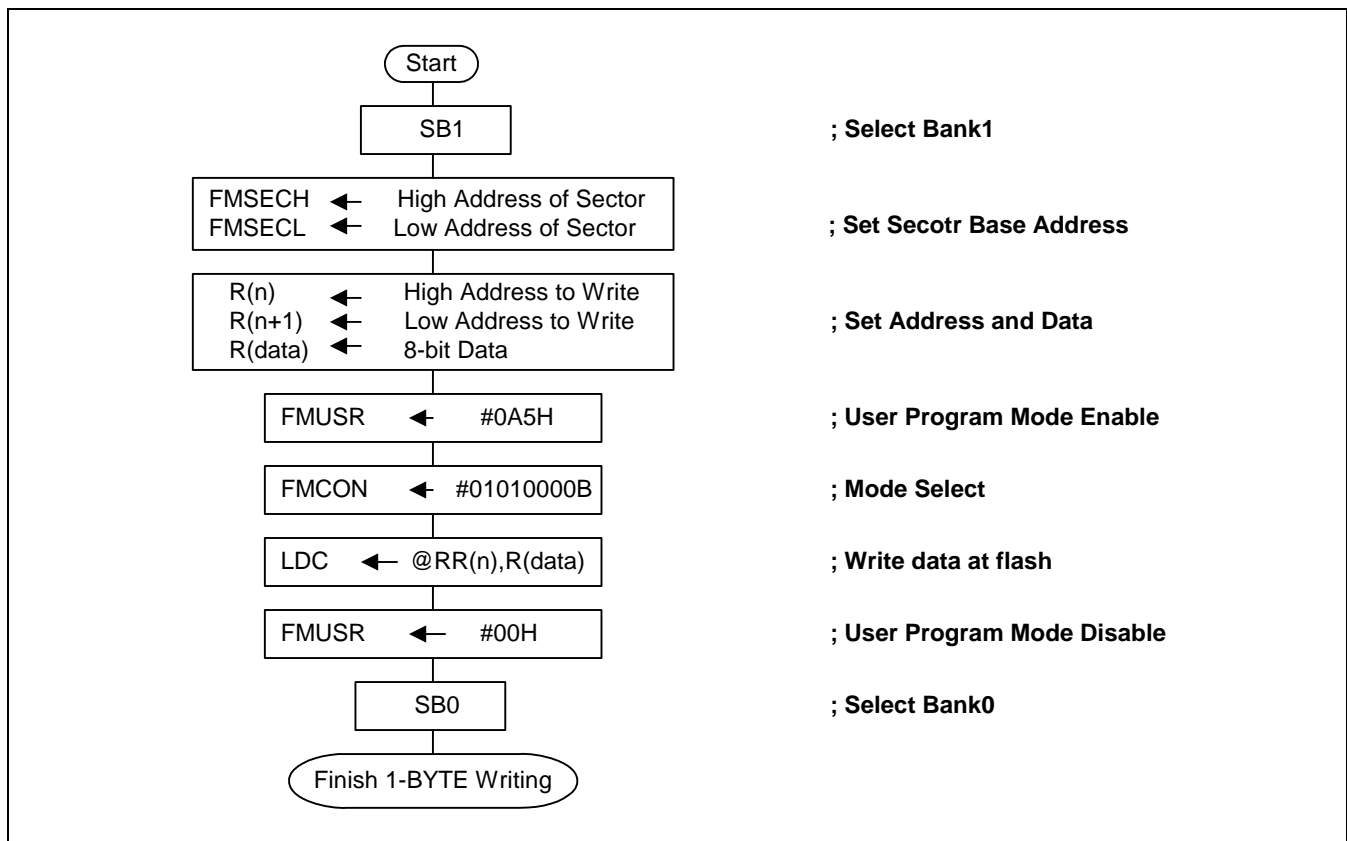 Start
SB1 ; Select Bank1
FMSECH ← High Address of Sector
FMSECL ← Low Address of Sector ; Set Secotr Base Address
R(n) ← High Address to Write
R(n+1) ← Low Address to Write ; Set Address and Data
R(data) ← 8-bit Data
FMUSR ← #0A5H ; User Program Mode Enable
FMCON ← #01010000B ; Mode Select
LDC ← @RR(n),R(data) ; Write data at flash
FMUSR ← #00H ; User Program Mode Disable
SB0 ; Select Bank0
Finish 1-BYTE Writing